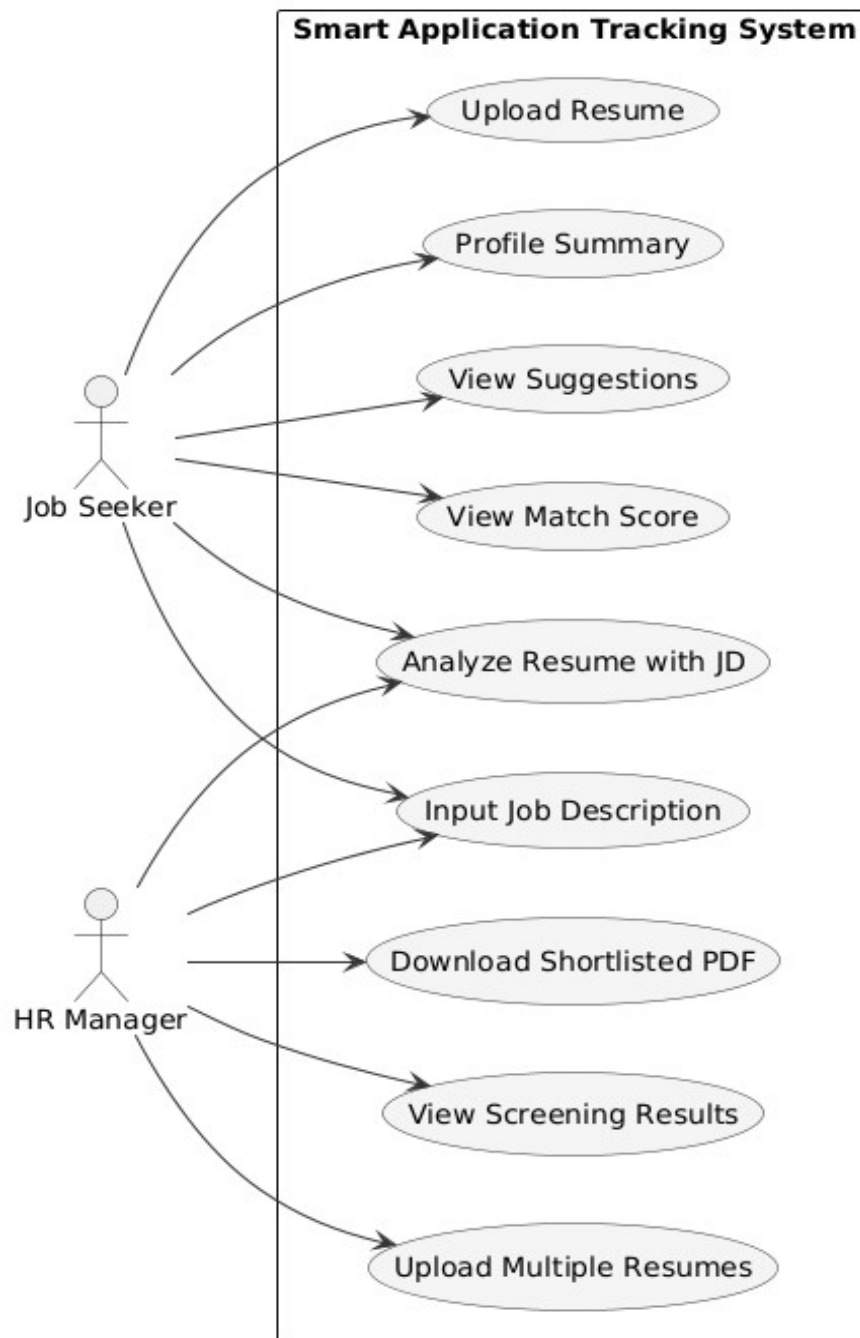 Smart Application Tracking System
Upload Resume
Profile Summary
View Suggestions
Job Seeker
View Match Score
Analyze Resume with JD
Input Job Description
Download Shortlisted PDF
HR Manager
View Screening Results
Upload Multiple Resumes